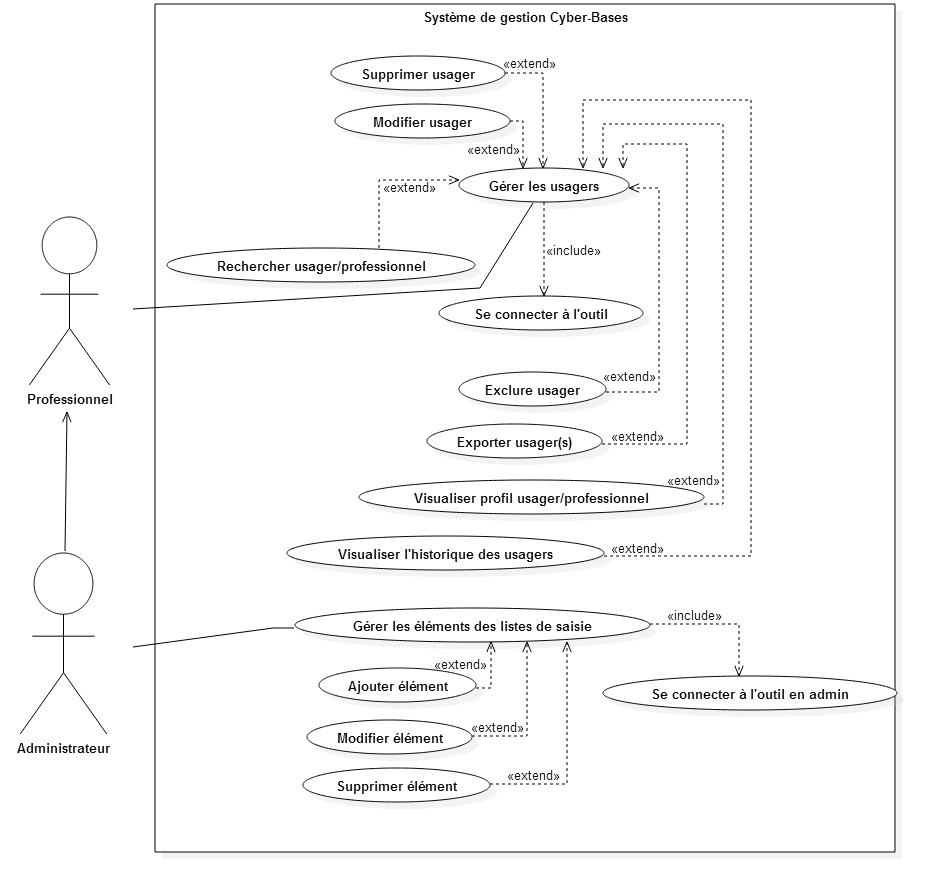 Système de gestion Cyber-Bases
«extend»
Supprimer usager
Modifier usager
«extend»
Gérer les usagers
«extend»
«include»
Rechercher usager/professionnel
Se connecter à l'outil
«extend»
Exclure usager
Professionnel
«extend»
Exporter usager(s)
«extend»
Visualiser profil usager/professionnel
«extend»
Visualiser l'historique des usagers
«include»
Gérer les éléments des listes de saisie
«extend»
Ajouter élément
Se connecter à l'outil en admin
«extend»
Modifier élément
Administrateur
«extend»
Supprimer élément